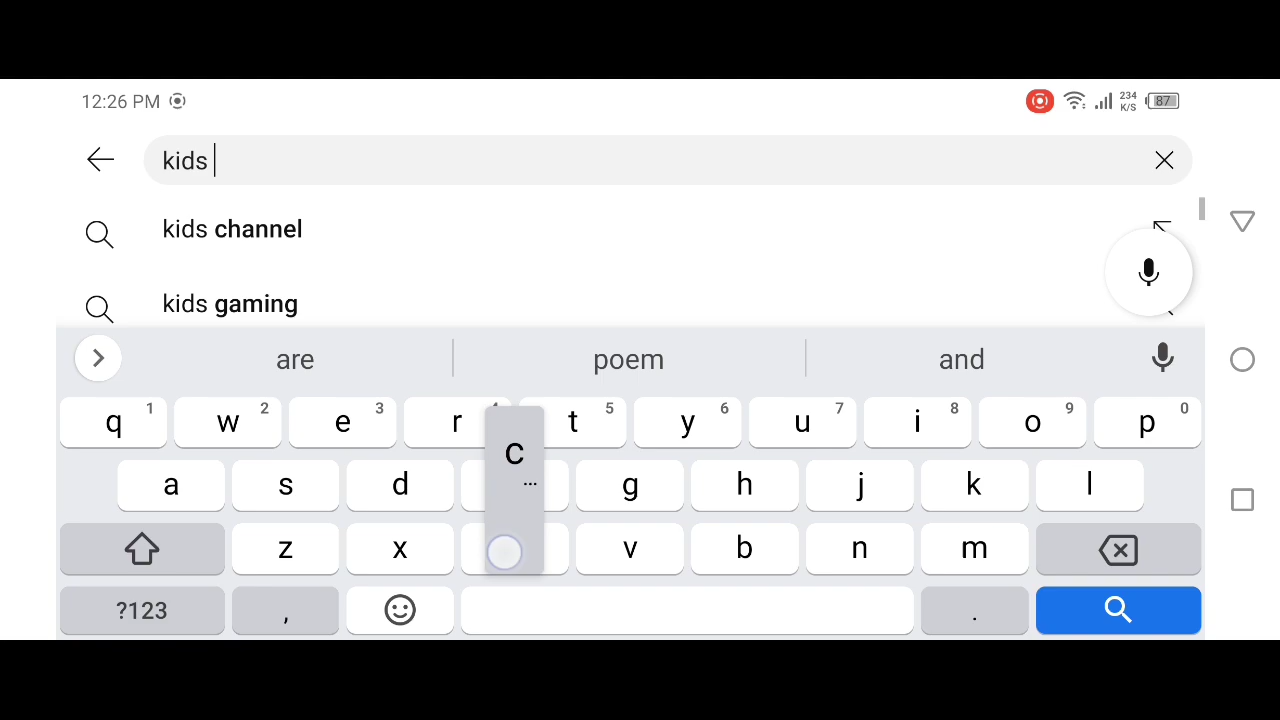 12:26 PM
234
K/S
87
kids
kids channel
kids gaming
are poem and
q 1 w 2 e 3 r t 5 y 6 u 7 i 8 o 9 p 0
c
...
a s d g h j k l
z x v b n m
?123 , .